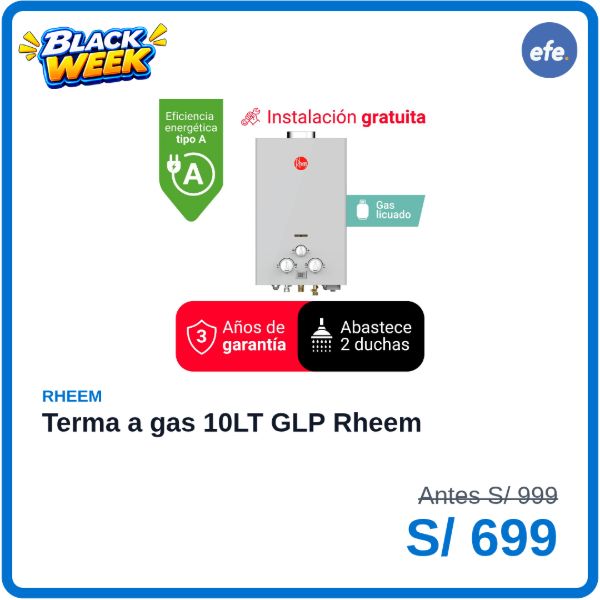 BLACK
WEEK
efe.
Eficiencia
energética
tipo A
A
Instalación gratuita
Rheem
Gas
licuado
3
Años de
garantía
Abastece
2 duchas
RHEEM
Terma a gas 10LT GLP Rheem
Antes S/ 999
S/ 699